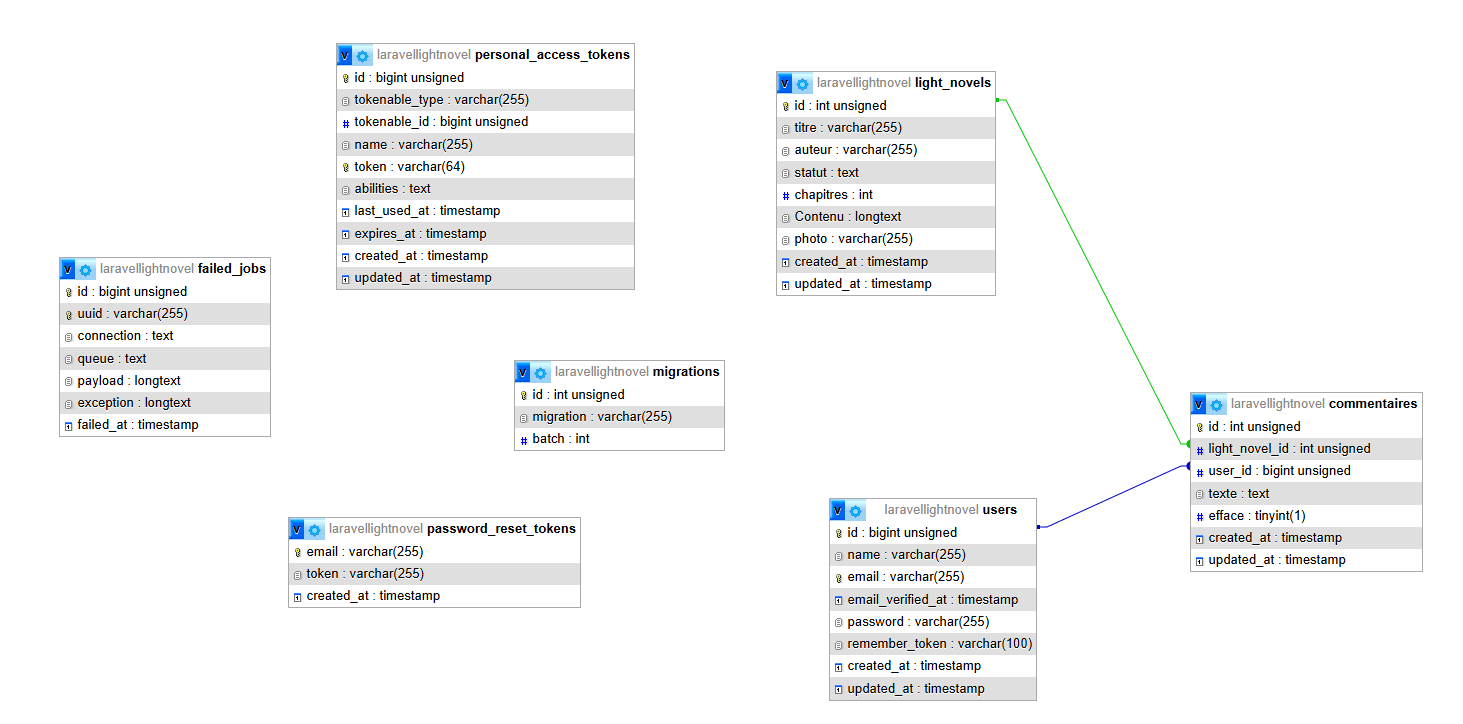 laravellightnovel personal_access_tokens
id : bigint unsigned
tokenable_type : varchar(255)
tokenable_id : bigint unsigned
name : varchar(255)
token : varchar(64)
abilities : text
last_used_at : timestamp
expires_at : timestamp
created_at : timestamp
updated_at : timestamp
laravellightnovel light_novels
id : int unsigned
titre : varchar(255)
auteur : varchar(255)
statut : text
chapitres : int
Contenu : longtext
photo : varchar(255)
created_at : timestamp
updated_at : timestamp
laravellightnovel failed_jobs
id : bigint unsigned
uuid : varchar(255)
connection : text
queue : text
payload : longtext
exception : longtext
failed_at : timestamp
laravellightnovel migrations
id : int unsigned
migration : varchar(255)
batch : int
laravellightnovel commentaires
id : int unsigned
light_novel_id : int unsigned
user_id : bigint unsigned
texte : text
efface : tinyint(1)
created_at : timestamp
updated_at : timestamp
laravellightnovel password_reset_tokens
email : varchar(255)
token : varchar(255)
created_at : timestamp
laravellightnovel users
id : bigint unsigned
name : varchar(255)
email : varchar(255)
email_verified_at : timestamp
password : varchar(255)
remember_token : varchar(100)
created_at : timestamp
updated_at : timestamp